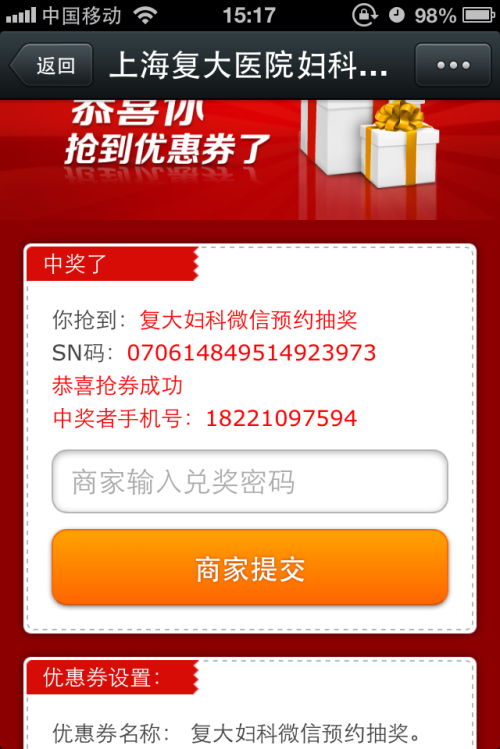 中国移动 15:17 98%
返回 上海复大医院妇科...
恭喜你
抢到优惠券了
中奖了
你抢到：复大妇科微信预约抽奖
SN码：070614849514923973
恭喜抢券成功
中奖者手机号：18221097594
商家输入兑奖密码
商家提交
优惠券设置：
优惠券名称： 复大妇科微信预约抽奖。